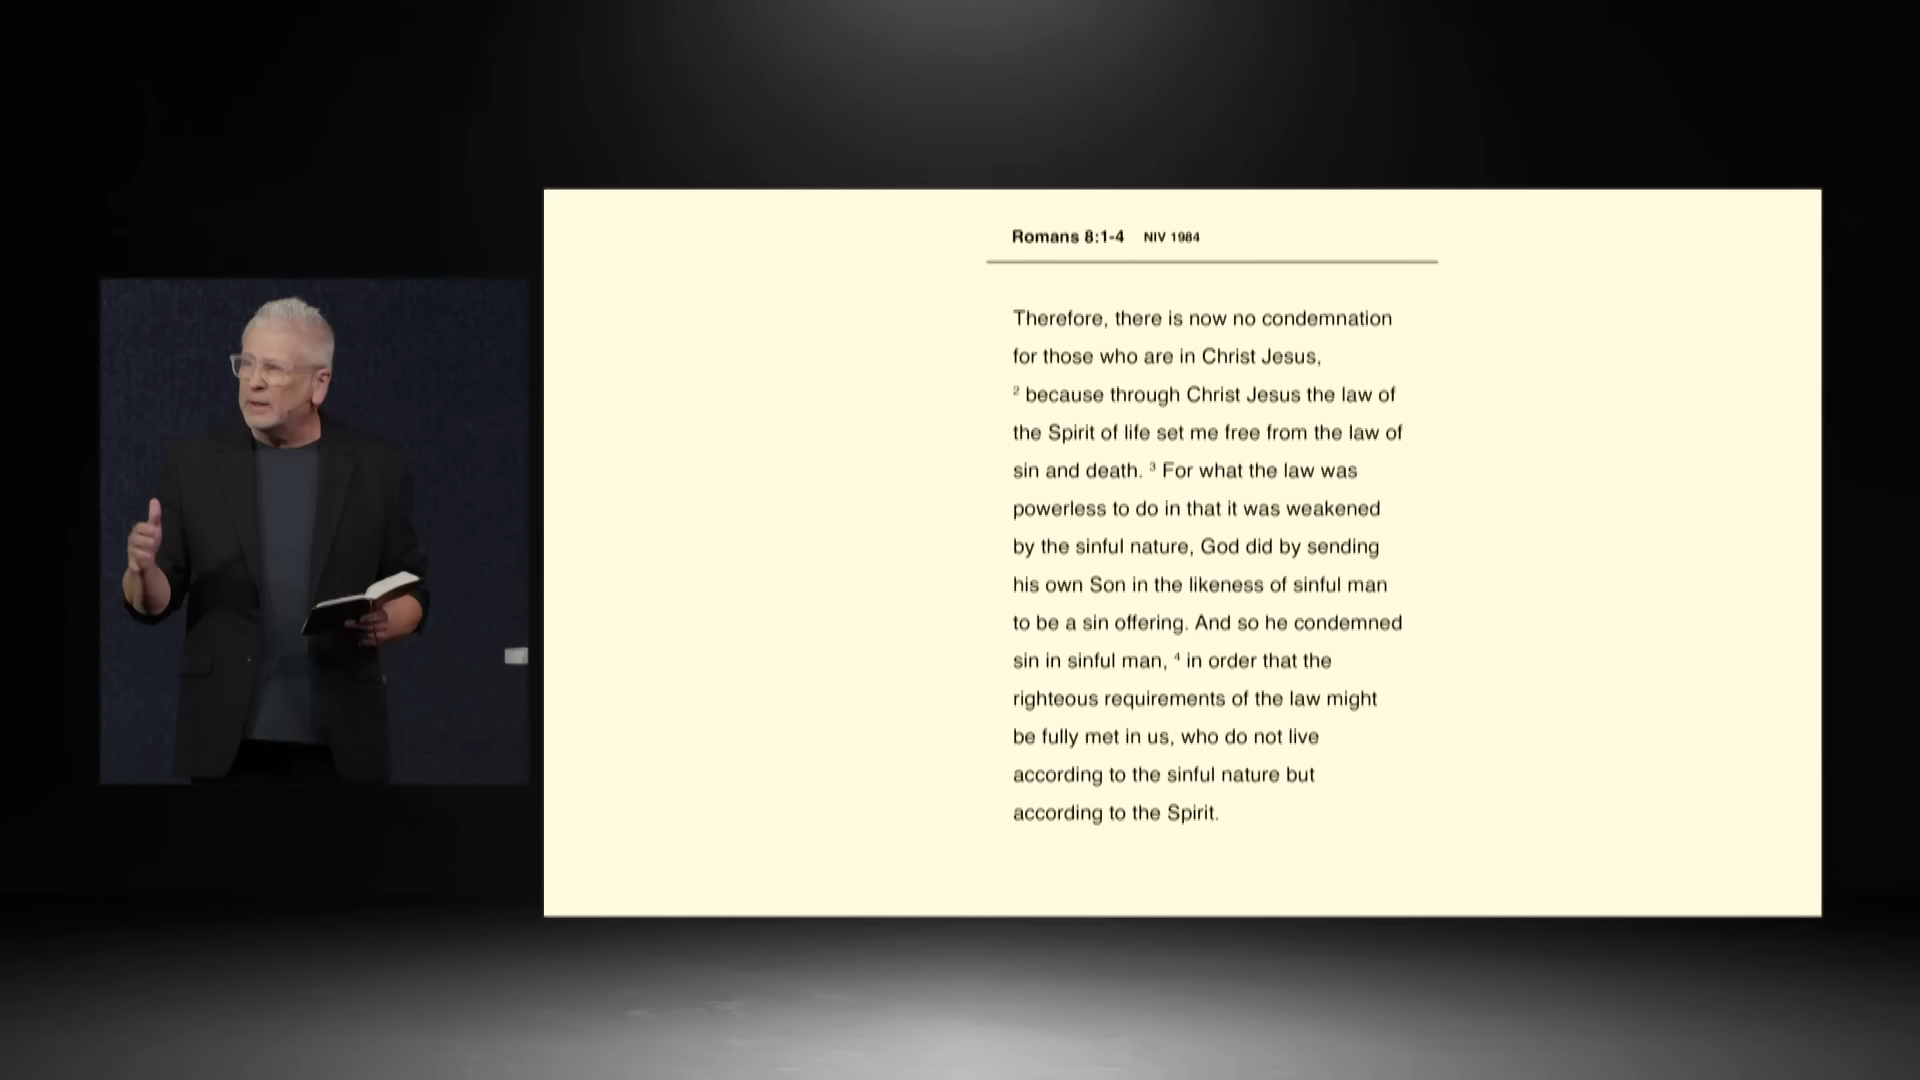 Romans 8:1-4 NIV 1984
Therefore, there is now no condemnation
for those who are in Christ Jesus,
² because through Christ Jesus the law of
the Spirit of life set me free from the law of
sin and death. ³ For what the law was
powerless to do in that it was weakened
by the sinful nature, God did by sending
his own Son in the likeness of sinful man
to be a sin offering. And so he condemned
sin in sinful man, ⁴ in order that the
righteous requirements of the law might
be fully met in us, who do not live
according to the sinful nature but
according to the Spirit.